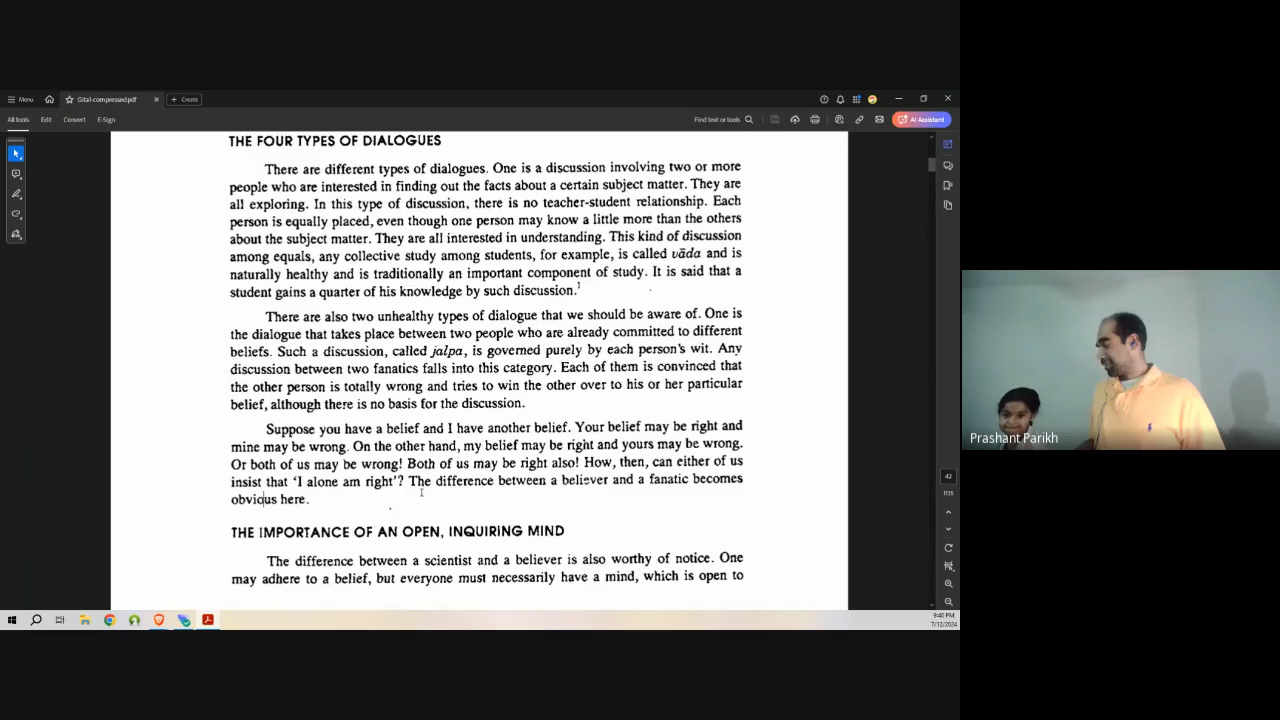 Menu
Gita1-compressed.pdf
Create
All tools
Edit
Convert
E-Sign
Find text or tools
AI Assistant
THE FOUR TYPES OF DIALOGUES
There are different types of dialogues. One is a discussion involving two or more
people who are interested in finding out the facts about a certain subject matter. They are
all exploring. In this type of discussion, there is no teacher-student relationship. Each
person is equally placed, even though one person may know a little more than the others
about the subject matter. They are all interested in understanding. This kind of discussion
among equals, any collective study among students, for example, is called vāda and is
naturally healthy and is traditionally an important component of study. It is said that a
student gains a quarter of his knowledge by such discussion.1
There are also two unhealthy types of dialogue that we should be aware of. One is
the dialogue that takes place between two people who are already committed to different
beliefs. Such a discussion, called jalpa, is governed purely by each person's wit. Any
discussion between two fanatics falls into this category. Each of them is convinced that
the other person is totally wrong and tries to win the other over to his or her particular
belief, although there is no basis for the discussion.
Suppose you have a belief and I have another belief. Your belief may be right and
mine may be wrong. On the other hand, my belief may be right and yours may be wrong.
Or both of us may be wrong! Both of us may be right also! How, then, can either of us
insist that 'I alone am right'? The difference between a believer and a fanatic becomes
obvious here.
THE IMPORTANCE OF AN OPEN, INQUIRING MIND
The difference between a scientist and a believer is also worthy of notice. One
may adhere to a belief, but everyone must necessarily have a mind, which is open to
Prashant Parikh
42
1135
9:40 PM
7/12/2024